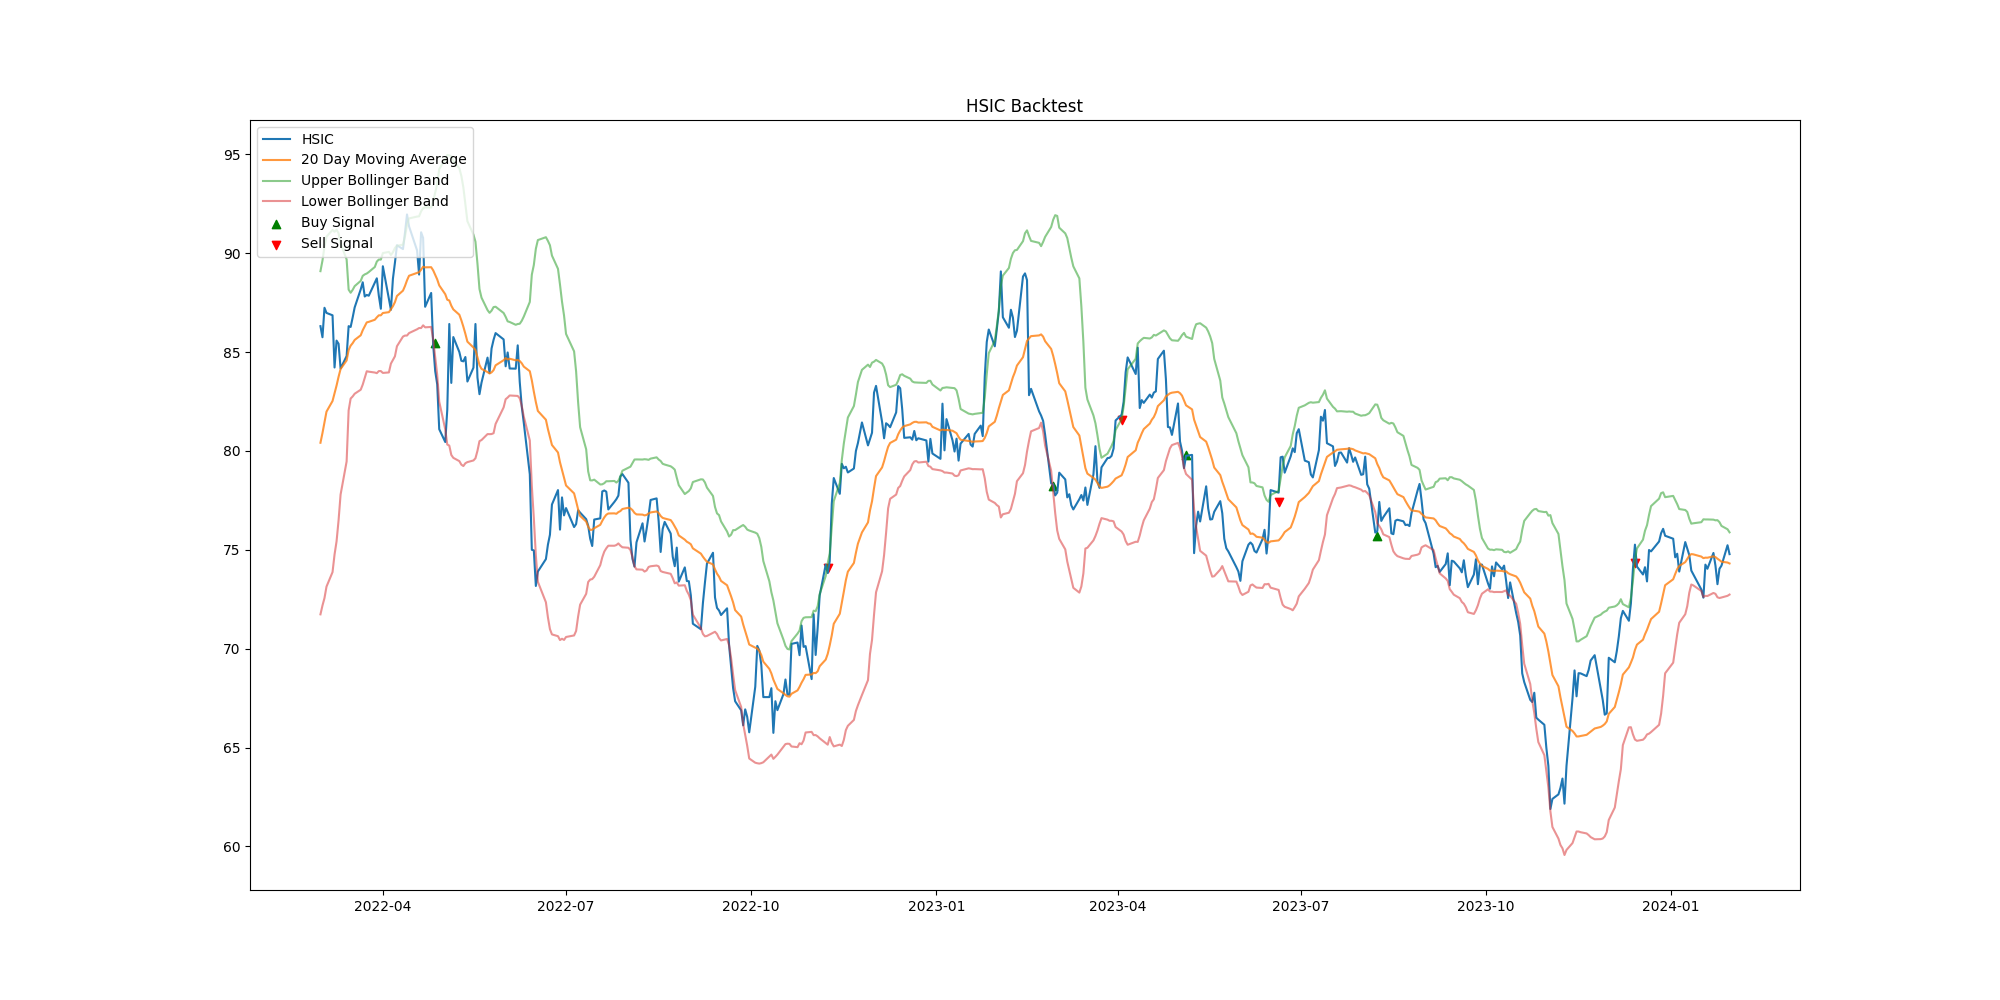 HSIC Backtest
HSIC
20 Day Moving Average
Upper Bollinger Band
Lower Bollinger Band
Buy Signal
Sell Signal
95
90
85
80
75
70
65
60
2022-04 2022-07 2022-10 2023-01 2023-04 2023-07 2023-10 2024-01